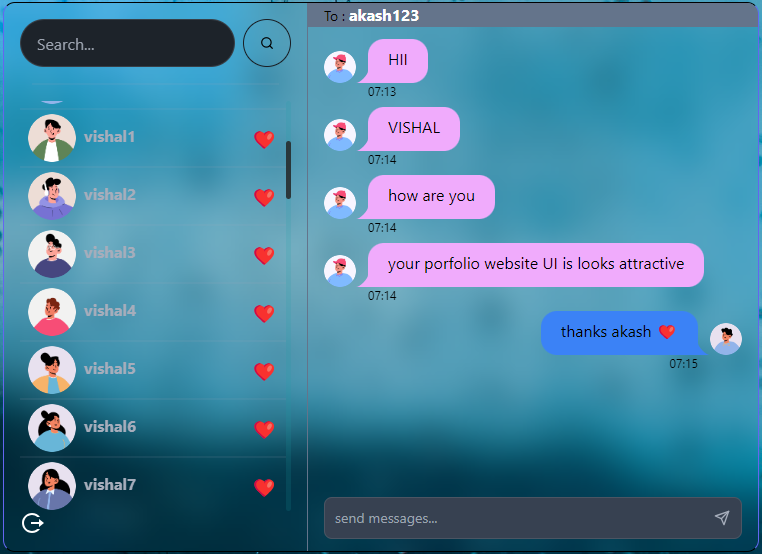 Search...
vishal1
vishal2
vishal3
vishal4
vishal5
vishal6
vishal7
To : akash123
HII
07:13
VISHAL
07:14
how are you
07:14
your porfolio website UI is looks attractive
07:14
thanks akash ❤️
07:15
send messages...